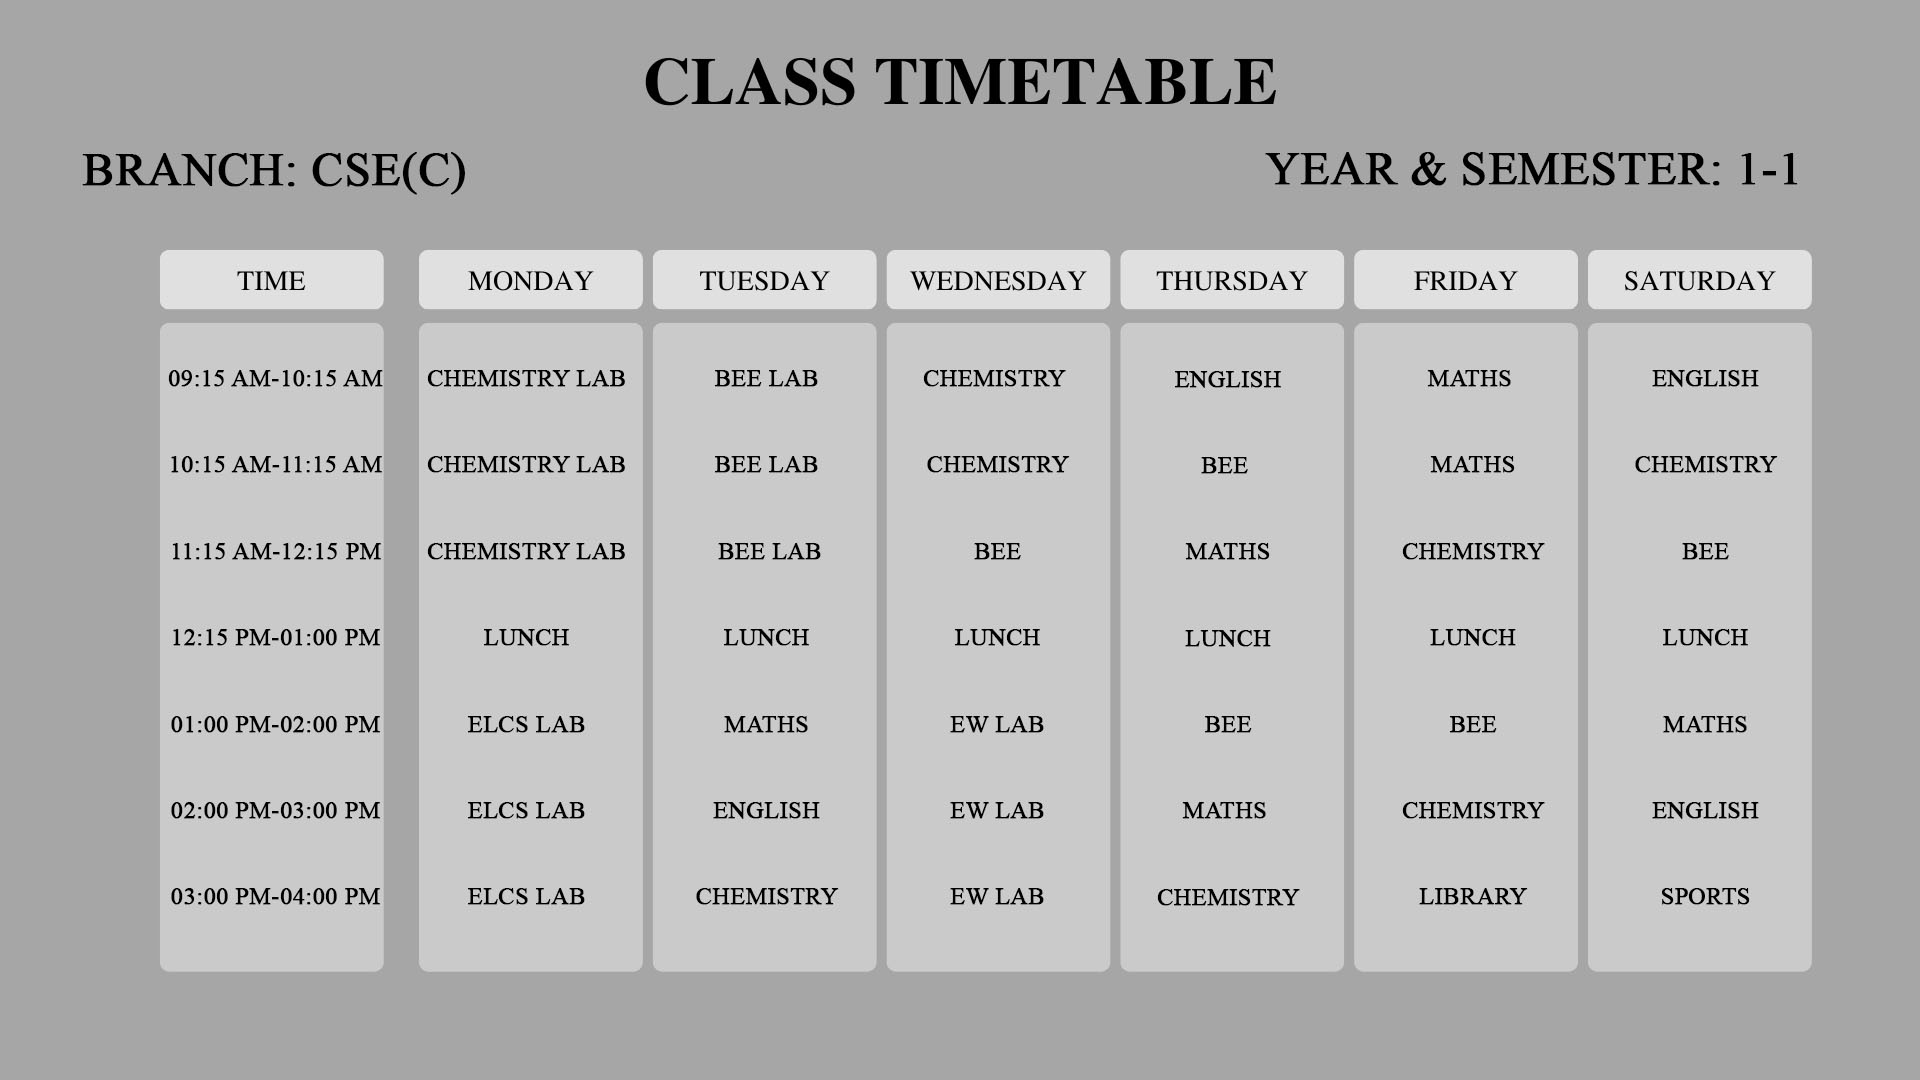 CLASS TIMETABLE
BRANCH: CSE(C) YEAR & SEMESTER: 1-1
TIME MONDAY TUESDAY WEDNESDAY THURSDAY FRIDAY SATURDAY
09:15 AM-10:15 AM CHEMISTRY LAB BEE LAB CHEMISTRY ENGLISH MATHS ENGLISH
10:15 AM-11:15 AM CHEMISTRY LAB BEE LAB CHEMISTRY BEE MATHS CHEMISTRY
11:15 AM-12:15 PM CHEMISTRY LAB BEE LAB BEE MATHS CHEMISTRY BEE
12:15 PM-01:00 PM LUNCH LUNCH LUNCH LUNCH LUNCH LUNCH
01:00 PM-02:00 PM ELCS LAB MATHS EW LAB BEE BEE MATHS
02:00 PM-03:00 PM ELCS LAB ENGLISH EW LAB MATHS CHEMISTRY ENGLISH
03:00 PM-04:00 PM ELCS LAB CHEMISTRY EW LAB CHEMISTRY LIBRARY SPORTS